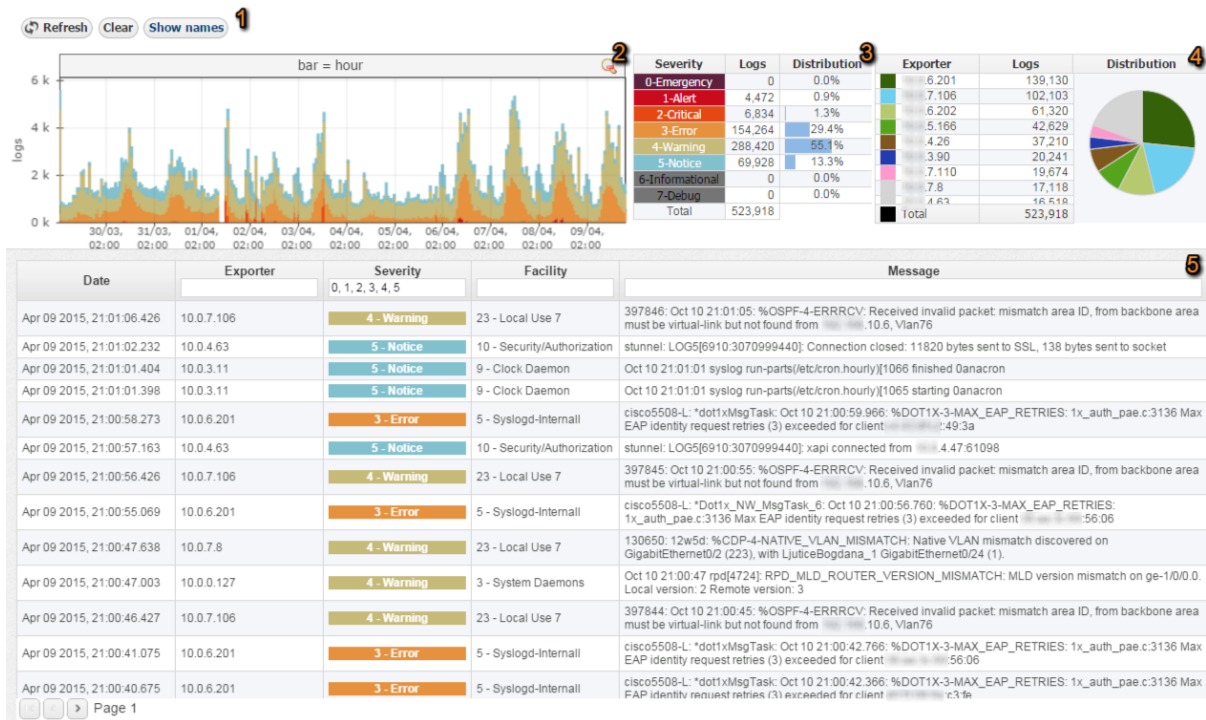 Refresh Clear Show names 1
bar = hour 2
6 k
4 k
2 k
0 k
logs
30/03, 31/03, 01/04, 02/04, 03/04, 04/04, 05/04, 06/04, 07/04, 08/04, 09/04,
02:00 02:00 02:00 02:00 02:00 02:00 02:00 02:00 02:00 02:00 02:00
Severity Logs Distribution 3
0-Emergency 0 0.0%
1-Alert 4,472 0.9%
2-Critical 6,834 1.3%
3-Error 154,264 29.4%
4-Warning 288,420 55.1%
5-Notice 69,928 13.3%
6-Informational 0 0.0%
7-Debug 0 0.0%
Total 523,918
Exporter Logs Distribution 4
.6.201 139,130
.7.106 102,103
.6.202 61,320
.5.166 42,629
.4.26 37,210
.3.90 20,241
.7.110 19,674
.7.8 17,118
.4.63 16,518
Total 523,918
Date Exporter Severity Facility Message 5
0, 1, 2, 3, 4, 5
Apr 09 2015, 21:01:06.426 10.0.7.106 4 - Warning 23 - Local Use 7 397846: Oct 10 21:01:05: %OSPF-4-ERRRCV: Received invalid packet: mismatch area ID, from backbone area
must be virtual-link but not found from .10.6, Vlan76
Apr 09 2015, 21:01:02.232 10.0.4.63 5 - Notice 10 - Security/Authorization stunnel: LOG5[6910:3070999440]: Connection closed: 11820 bytes sent to SSL, 138 bytes sent to socket
Apr 09 2015, 21:01:01.404 10.0.3.11 5 - Notice 9 - Clock Daemon Oct 10 21:01:01 syslog run-parts(/etc/cron.hourly)[1066 finished 0anacron
Apr 09 2015, 21:01:01.398 10.0.3.11 5 - Notice 9 - Clock Daemon Oct 10 21:01:01 syslog run-parts(/etc/cron.hourly)[1065 starting 0anacron
Apr 09 2015, 21:00:58.273 10.0.6.201 3 - Error 5 - Syslogd-Internall cisco5508-L: *dot1xMsgTask: Oct 10 21:00:59.966: %DOT1X-3-MAX_EAP_RETRIES: 1x_auth_pae.c:3136 Max
EAP identity request retries (3) exceeded for client :49:3a
Apr 09 2015, 21:00:57.163 10.0.4.63 5 - Notice 10 - Security/Authorization stunnel: LOG5[6910:3070999440]: xapi connected from .4.47:61098
Apr 09 2015, 21:00:56.426 10.0.7.106 4 - Warning 23 - Local Use 7 397845: Oct 10 21:00:55: %OSPF-4-ERRRCV: Received invalid packet: mismatch area ID, from backbone area
must be virtual-link but not found from .10.6, Vlan76
Apr 09 2015, 21:00:55.069 10.0.6.201 3 - Error 5 - Syslogd-Internall cisco5508-L: *Dot1x_NW_MsgTask_6: Oct 10 21:00:56.760: %DOT1X-3-MAX_EAP_RETRIES:
1x_auth_pae.c:3136 Max EAP identity request retries (3) exceeded for client :56:06
Apr 09 2015, 21:00:47.638 10.0.7.8 4 - Warning 23 - Local Use 7 130650: 12w5d: %CDP-4-NATIVE_VLAN_MISMATCH: Native VLAN mismatch discovered on
GigabitEthernet0/2 (223), with LjuticeBogdana_1 GigabitEthernet0/24 (1).
Apr 09 2015, 21:00:47.003 10.0.0.127 4 - Warning 3 - System Daemons Oct 10 21:00:47 rpd[4724]: RPD_MLD_ROUTER_VERSION_MISMATCH: MLD version mismatch on ge-1/0/0.0.
Local version: 2 Remote version: 3
Apr 09 2015, 21:00:46.427 10.0.7.106 4 - Warning 23 - Local Use 7 397844: Oct 10 21:00:45: %OSPF-4-ERRRCV: Received invalid packet: mismatch area ID, from backbone area
must be virtual-link but not found from .10.6, Vlan76
Apr 09 2015, 21:00:41.075 10.0.6.201 3 - Error 5 - Syslogd-Internall cisco5508-L: *dot1xMsgTask: Oct 10 21:00:42.766: %DOT1X-3-MAX_EAP_RETRIES: 1x_auth_pae.c:3136 Max
EAP identity request retries (3) exceeded for client :56:06
Apr 09 2015, 21:00:40.675 10.0.6.201 3 - Error 5 - Syslogd-Internall cisco5508-L: *dot1xMsgTask: Oct 10 21:00:42.366: %DOT1X-3-MAX_EAP_RETRIES: 1x_auth_pae.c:3136 Max
EAP identity request retries (3) exceeded for client :c3:fe
Page 1